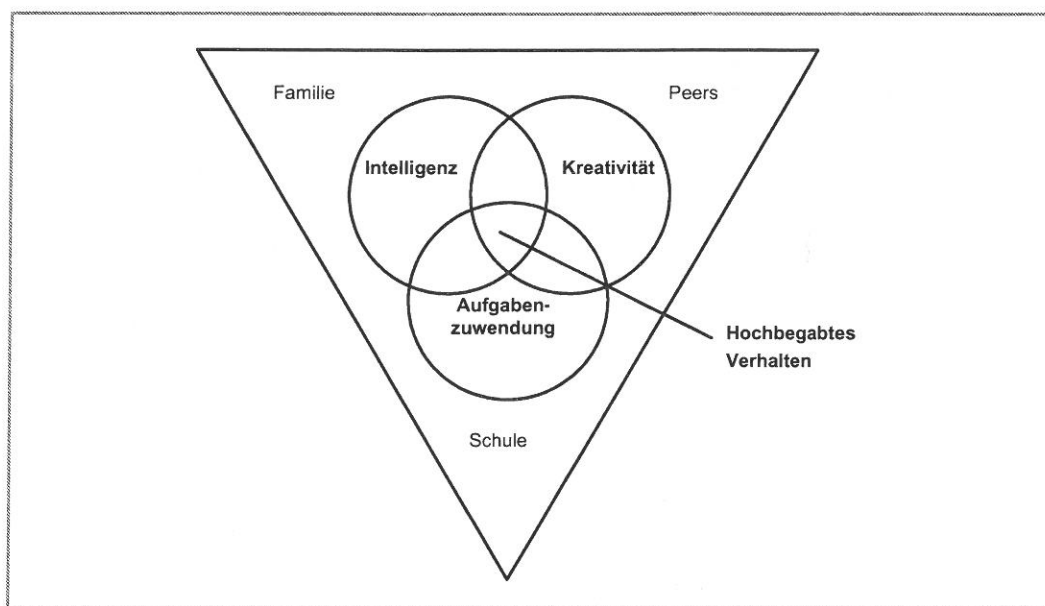 Familie
Peers
Intelligenz
Kreativität
Aufgaben-
zuwendung
Hochbegabtes
Verhalten
Schule